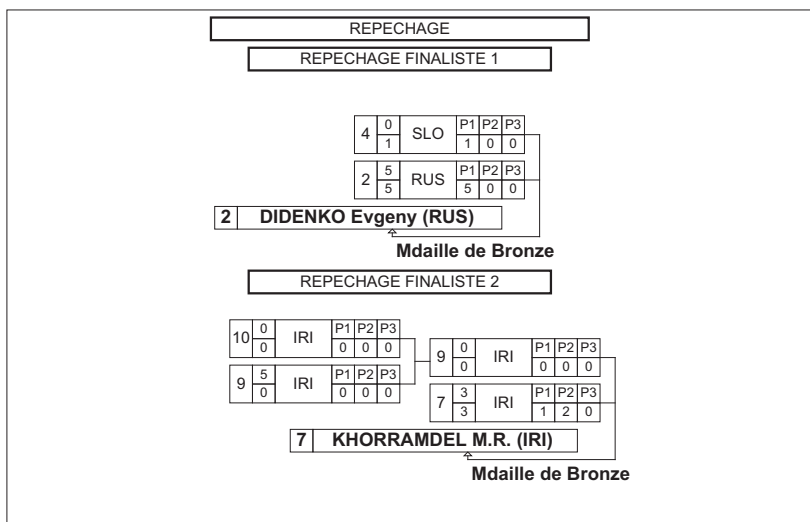 REPECHAGE
REPECHAGE FINALISTE 1
4 0 SLO P1 P2 P3
1 1 0 0
2 5 RUS P1 P2 P3
5 5 0 0
2 DIDENKO Evgeny (RUS)
Mdaille de Bronze
REPECHAGE FINALISTE 2
10 0 IRI P1 P2 P3
0 0 0 0
9 5 IRI P1 P2 P3
0 0 0 0
9 0 IRI P1 P2 P3
0 0 0 0
7 3 IRI P1 P2 P3
3 1 2 0
7 KHORRAMDEL M.R. (IRI)
Mdaille de Bronze